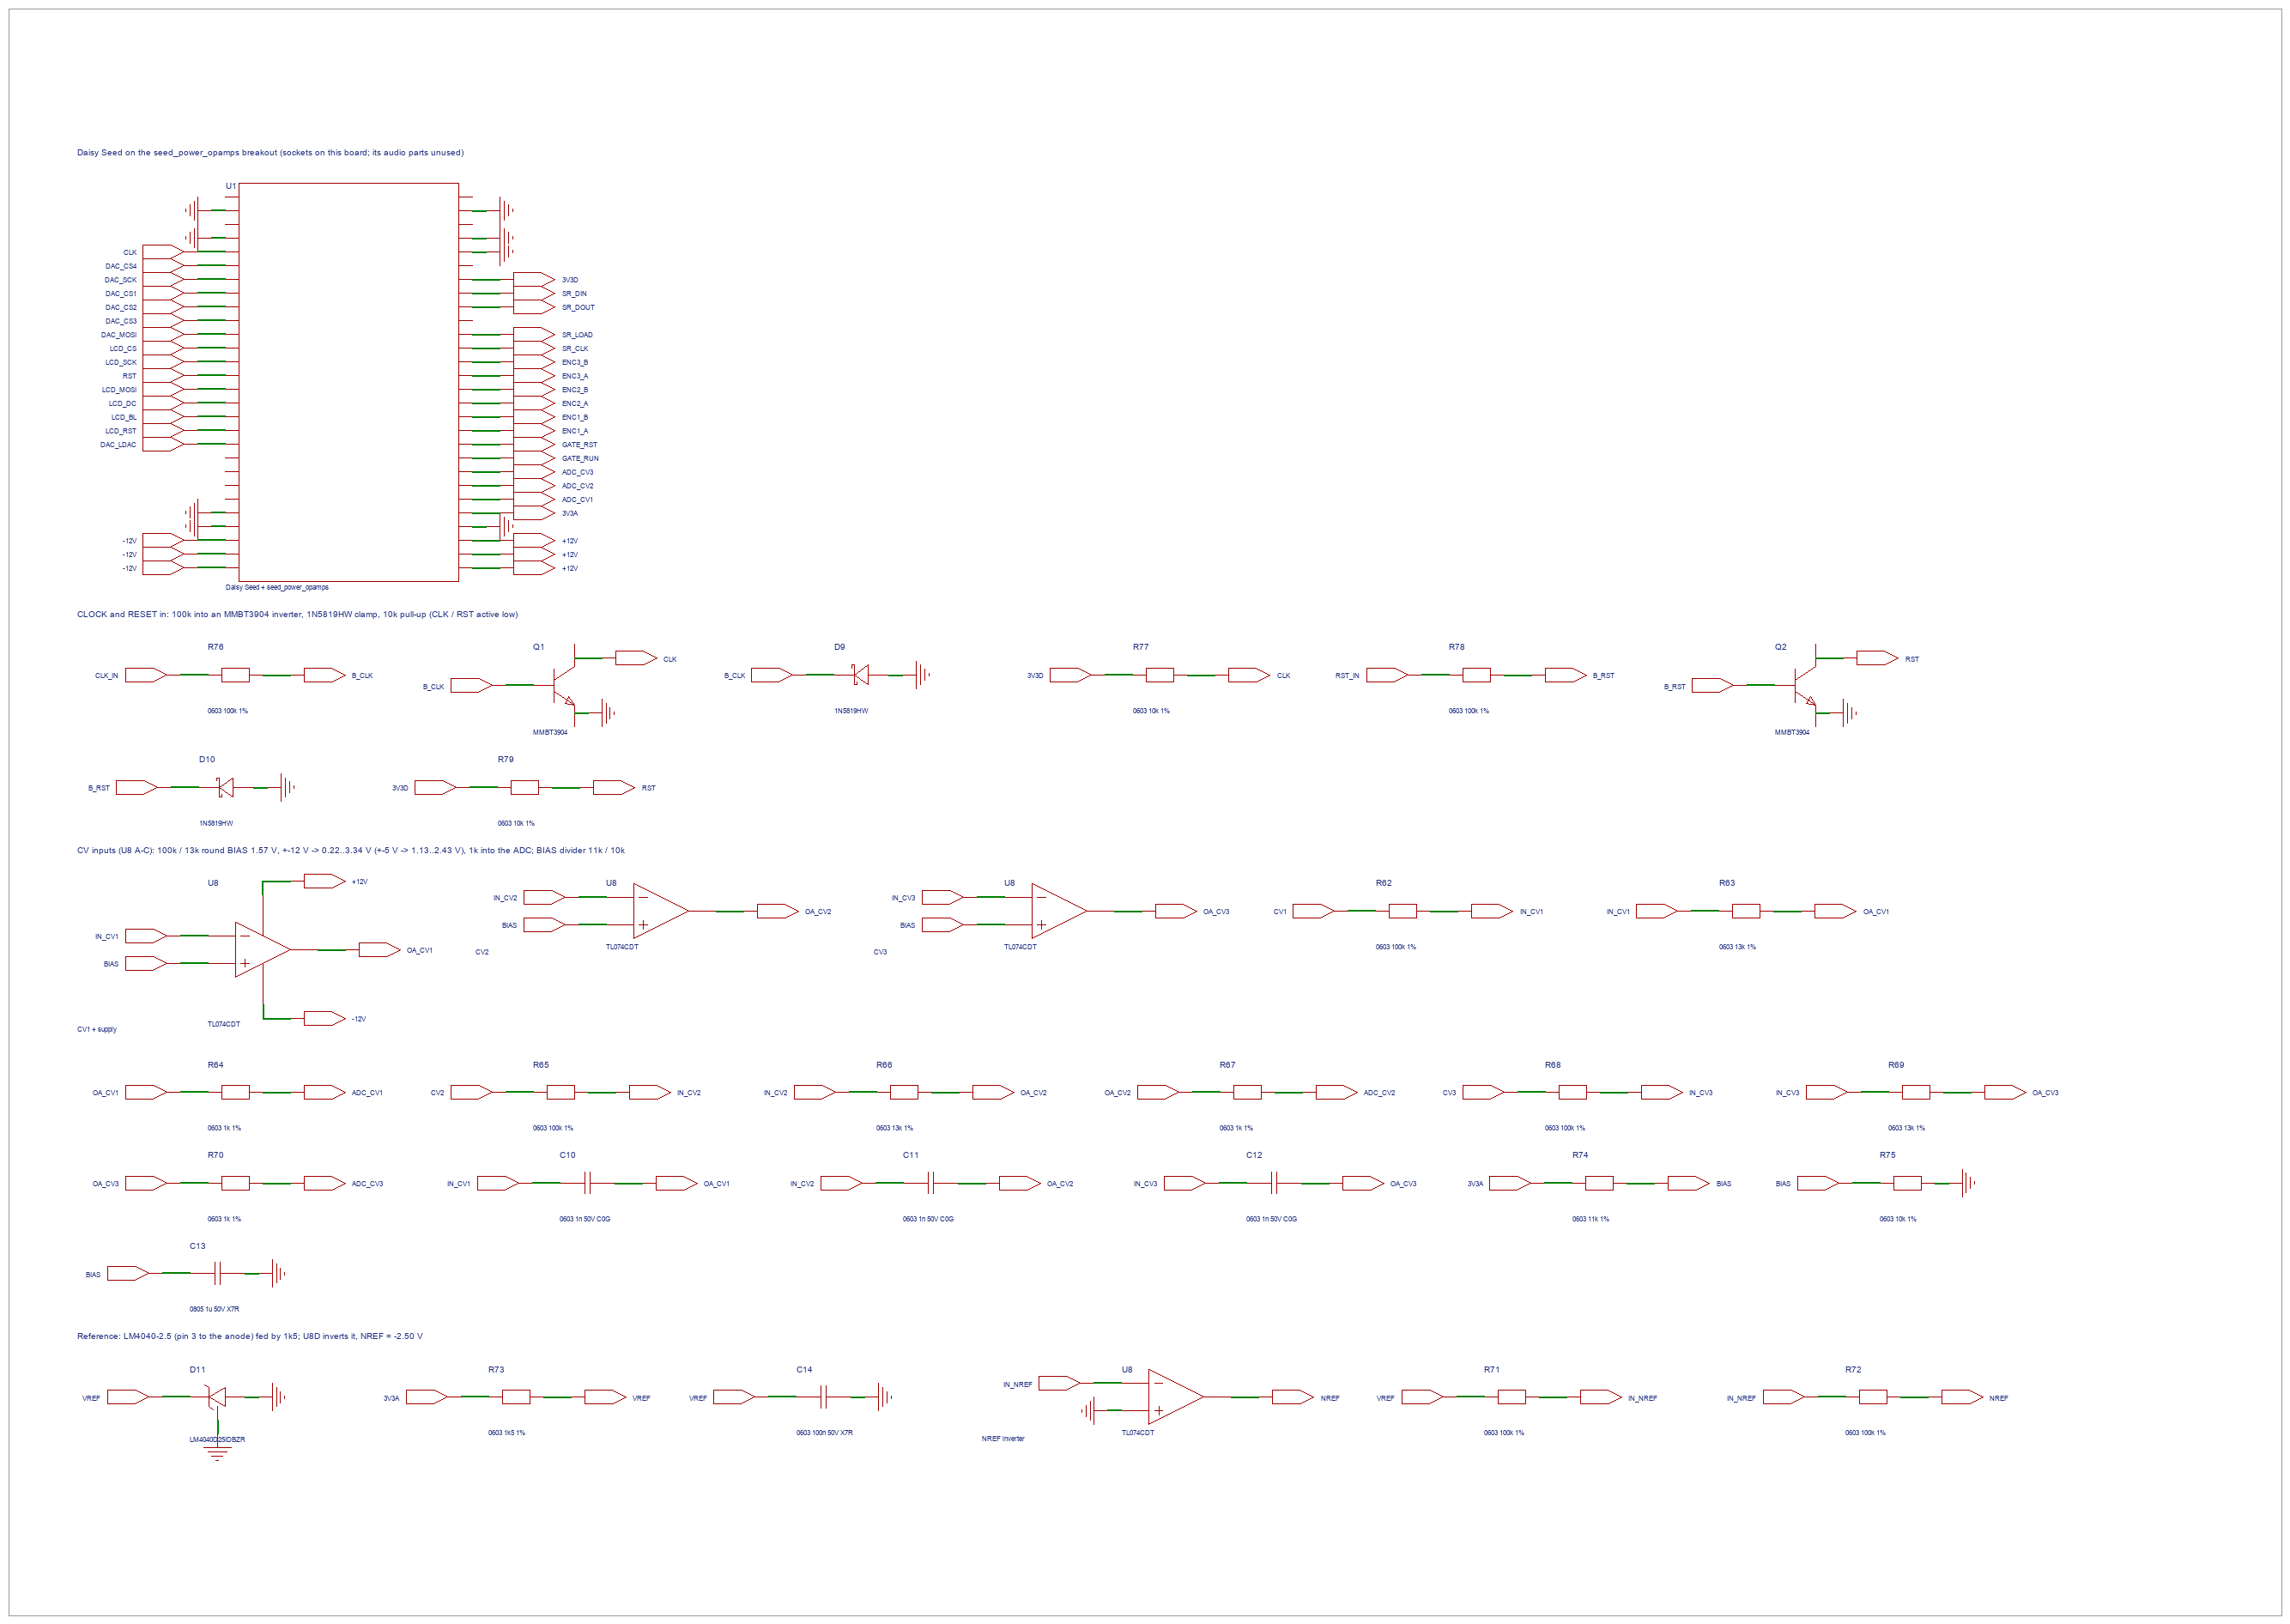 Daisy Seed on the seed_power_opamps breakout (sockets on this board; its audio parts unused)
U1
CLK
DAC_CS4
DAC_SCK
DAC_CS1
DAC_CS2
DAC_CS3
DAC_MOSI
LCD_CS
LCD_SCK
RST
LCD_MOSI
LCD_DC
LCD_BL
LCD_RST
DAC_LDAC
-12V
-12V
-12V
3V3D
SR_DIN
SR_DOUT
SR_LOAD
SR_CLK
ENC3_B
ENC3_A
ENC2_B
ENC2_A
ENC1_B
ENC1_A
GATE_RST
GATE_RUN
ADC_CV3
ADC_CV2
ADC_CV1
3V3A
+12V
+12V
+12V
Daisy Seed + seed_power_opamps
CLOCK and RESET in: 100k into an MMBT3904 inverter, 1N5819HW clamp, 10k pull-up (CLK / RST active low)
R76
CLK_IN
B_CLK
0603 100k 1%
Q1
B_CLK
CLK
MMBT3904
D9
B_CLK
1N5819HW
R77
3V3D
CLK
0603 10k 1%
R78
RST_IN
B_RST
0603 100k 1%
Q2
B_RST
RST
MMBT3904
D10
B_RST
1N5819HW
R79
3V3D
RST
0603 10k 1%
CV inputs (U8 A-C): 100k / 13k round BIAS 1.57 V, +-12 V -> 0.22..3.34 V (+-5 V -> 1.13..2.43 V), 1k into the ADC; BIAS divider 11k / 10k
U8
+12V
IN_CV1
BIAS
OA_CV1
-12V
TL074CDT
CV1 + supply
U8
IN_CV2
BIAS
OA_CV2
TL074CDT
CV2
U8
IN_CV3
BIAS
OA_CV3
TL074CDT
CV3
R62
CV1
IN_CV1
0603 100k 1%
R63
IN_CV1
OA_CV1
0603 13k 1%
R64
OA_CV1
ADC_CV1
0603 1k 1%
R65
CV2
IN_CV2
0603 100k 1%
R66
IN_CV2
OA_CV2
0603 13k 1%
R67
OA_CV2
ADC_CV2
0603 1k 1%
R68
CV3
IN_CV3
0603 100k 1%
R69
IN_CV3
OA_CV3
0603 13k 1%
R70
OA_CV3
ADC_CV3
0603 1k 1%
C10
IN_CV1
OA_CV1
0603 1n 50V C0G
C11
IN_CV2
OA_CV2
0603 1n 50V C0G
C12
IN_CV3
OA_CV3
0603 1n 50V C0G
R74
3V3A
BIAS
0603 11k 1%
R75
BIAS
0603 10k 1%
C13
BIAS
0805 1u 50V X7R
Reference: LM4040-2.5 (pin 3 to the anode) fed by 1k5; U8D inverts it, NREF = -2.50 V
D11
VREF
LM4040D25IDBZR
R73
3V3A
VREF
0603 1k5 1%
C14
VREF
0603 100n 50V X7R
U8
IN_NREF
NREF
TL074CDT
NREF inverter
R71
VREF
IN_NREF
0603 100k 1%
R72
IN_NREF
NREF
0603 100k 1%